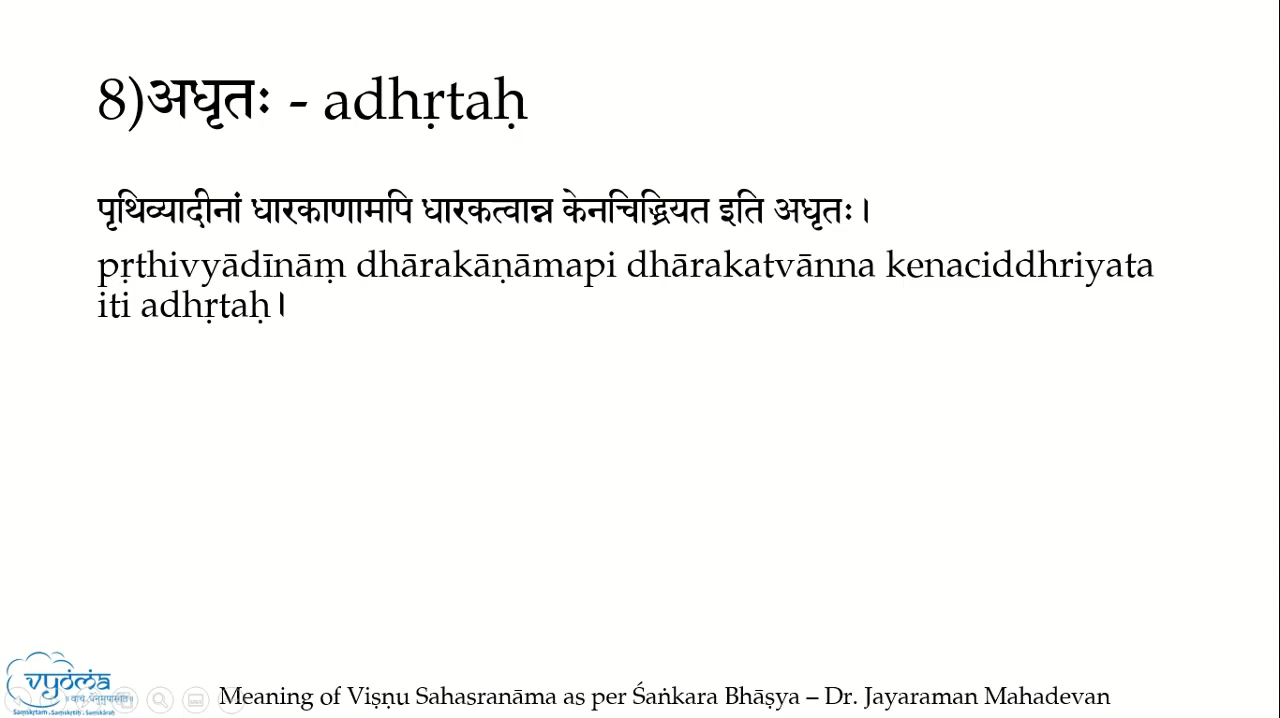 8)अधृतः - adhṛtaḥ
पृथिव्यादीनां धारकाणामपि धारकत्वान्न केनचिद्ध्रियत इति अधृतः।
pṛthivyādīnāṃ dhārakāṇāmapi dhārakatvānna kenaciddhriyata
iti adhṛtaḥ।
vyoma
Meaning of Viṣṇu Sahasranāma as per Śaṅkara Bhāṣya – Dr. Jayaraman Mahadevan